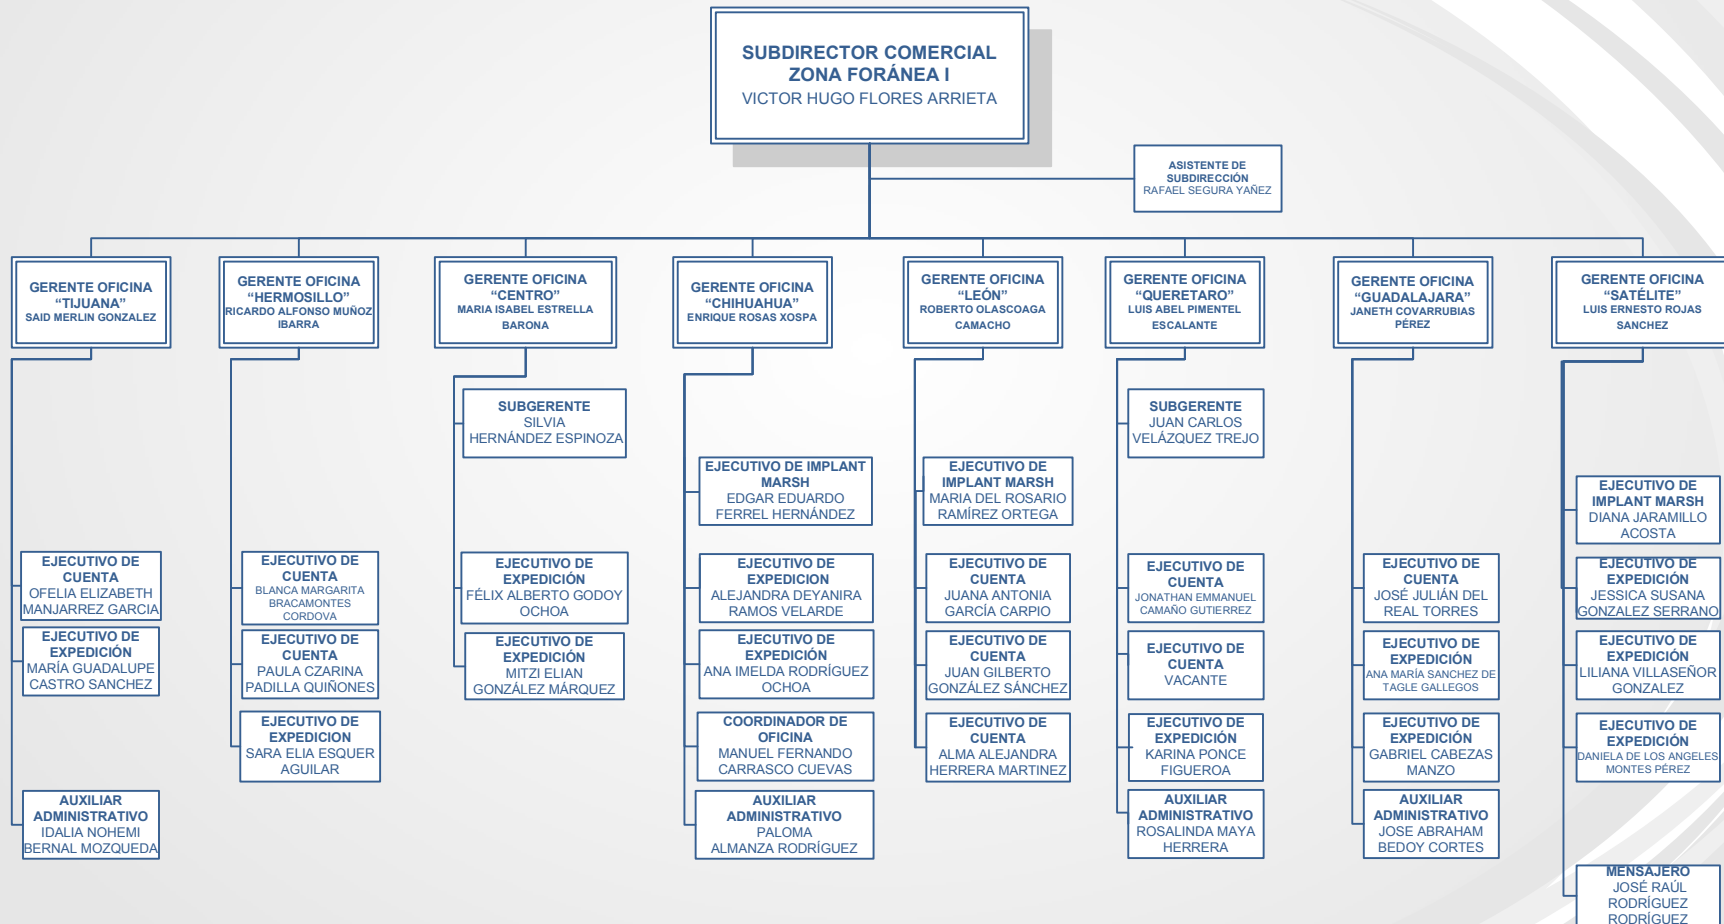 SUBDIRECTOR COMERCIAL
ZONA FORÁNEA I
VICTOR HUGO FLORES ARRIETA
ASISTENTE DE
SUBDIRECCIÓN
RAFAEL SEGURA YAÑEZ
GERENTE OFICINA
“TIJUANA”
SAID MERLIN GONZALEZ
GERENTE OFICINA
“HERMOSILLO”
RICARDO ALFONSO MUÑOZ
IBARRA
GERENTE OFICINA
“CENTRO”
MARIA ISABEL ESTRELLA
BARONA
GERENTE OFICINA
“CHIHUAHUA”
ENRIQUE ROSAS XOSPA
GERENTE OFICINA
“LEÓN”
ROBERTO OLASCOAGA
CAMACHO
GERENTE OFICINA
“QUERETARO”
LUIS ABEL PIMENTEL
ESCALANTE
GERENTE OFICINA
“GUADALAJARA”
JANETH COVARRUBIAS
PÉREZ
GERENTE OFICINA
“SATÉLITE”
LUIS ERNESTO ROJAS
SANCHEZ
EJECUTIVO DE
CUENTA
OFELIA ELIZABETH
MANJARREZ GARCIA
EJECUTIVO DE
EXPEDICIÓN
MARÍA GUADALUPE
CASTRO SANCHEZ
AUXILIAR
ADMINISTRATIVO
IDALIA NOHEMI
BERNAL MOZQUEDA
EJECUTIVO DE
CUENTA
BLANCA MARGARITA
BRACAMONTES
CORDOVA
EJECUTIVO DE
CUENTA
PAULA CZARINA
PADILLA QUIÑONES
EJECUTIVO DE
EXPEDICION
SARA ELIA ESQUER
AGUILAR
SUBGERENTE
SILVIA
HERNÁNDEZ ESPINOZA
EJECUTIVO DE
EXPEDICIÓN
FÉLIX ALBERTO GODOY
OCHOA
EJECUTIVO DE
EXPEDICIÓN
MITZI ELIAN
GONZÁLEZ MÁRQUEZ
EJECUTIVO DE IMPLANT
MARSH
EDGAR EDUARDO
FERREL HERNÁNDEZ
EJECUTIVO DE
EXPEDICION
ALEJANDRA DEYANIRA
RAMOS VELARDE
EJECUTIVO DE
EXPEDICIÓN
ANA IMELDA RODRÍGUEZ
OCHOA
COORDINADOR DE
OFICINA
MANUEL FERNANDO
CARRASCO CUEVAS
AUXILIAR
ADMINISTRATIVO
PALOMA
ALMANZA RODRÍGUEZ
EJECUTIVO DE
IMPLANT MARSH
MARIA DEL ROSARIO
RAMÍREZ ORTEGA
EJECUTIVO DE
CUENTA
JUANA ANTONIA
GARCÍA CARPIO
EJECUTIVO DE
CUENTA
JUAN GILBERTO
GONZÁLEZ SÁNCHEZ
EJECUTIVO DE
CUENTA
ALMA ALEJANDRA
HERRERA MARTINEZ
SUBGERENTE
JUAN CARLOS
VELÁZQUEZ TREJO
EJECUTIVO DE
CUENTA
JONATHAN EMMANUEL
CAMAÑO GUTIERREZ
EJECUTIVO DE
CUENTA
VACANTE
EJECUTIVO DE
EXPEDICIÓN
KARINA PONCE
FIGUEROA
AUXILIAR
ADMINISTRATIVO
ROSALINDA MAYA
HERRERA
EJECUTIVO DE
CUENTA
JOSÉ JULIÁN DEL
REAL TORRES
EJECUTIVO DE
EXPEDICIÓN
ANA MARÍA SANCHEZ DE
TAGLE GALLEGOS
EJECUTIVO DE
EXPEDICIÓN
GABRIEL CABEZAS
MANZO
AUXILIAR
ADMINISTRATIVO
JOSE ABRAHAM
BEDOY CORTES
EJECUTIVO DE
IMPLANT MARSH
DIANA JARAMILLO
ACOSTA
EJECUTIVO DE
EXPEDICIÓN
JESSICA SUSANA
GONZALEZ SERRANO
EJECUTIVO DE
EXPEDICIÓN
LILIANA VILLASEÑOR
GONZALEZ
EJECUTIVO DE
EXPEDICIÓN
DANIELA DE LOS ANGELES
MONTES PÉREZ
MENSAJERO
JOSÉ RAÚL
RODRÍGUEZ
RODRÍGUEZ